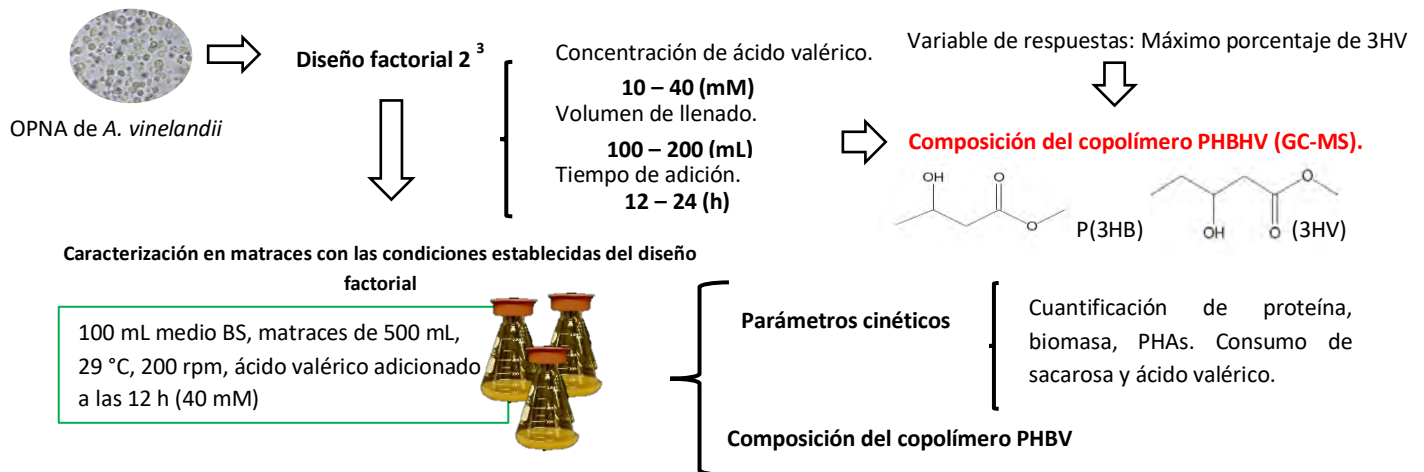 OPNA de A. vinelandii
Diseño factorial 2 3
Concentración de ácido valérico.
10 – 40 (mM)
Volumen de llenado.
100 – 200 (mL)
Tiempo de adición.
12 – 24 (h)
Variable de respuestas: Máximo porcentaje de 3HV
Composición del copolímero PHBHV (GC-MS).
OH
O
O
P(3HB)
O
OH
O
(3HV)
Caracterización en matraces con las condiciones establecidas del diseño
factorial
100 mL medio BS, matraces de 500 mL,
29 °C, 200 rpm, ácido valérico adicionado
a las 12 h (40 mM)
Parámetros cinéticos
Cuantificación de proteína,
biomasa, PHAs. Consumo de
sacarosa y ácido valérico.
Composición del copolímero PHBV